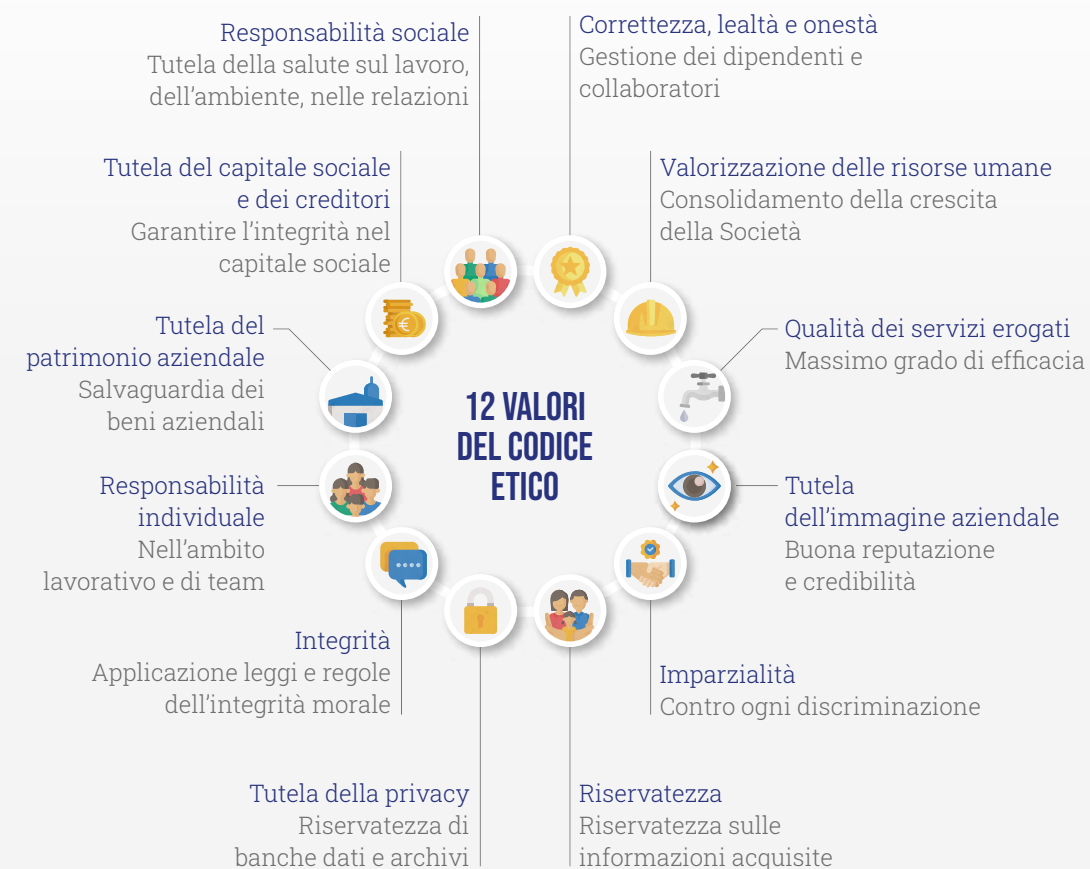 Responsabilità sociale
Tutela della salute sul lavoro,
dell’ambiente, nelle relazioni
Correttezza, lealtà e onestà
Gestione dei dipendenti e
collaboratori
Tutela del capitale sociale
e dei creditori
Garantire l’integrità nel
capitale sociale
Valorizzazione delle risorse umane
Consolidamento della crescita
della Società
Tutela del
patrimonio aziendale
Salvaguardia dei
beni aziendali
Qualità dei servizi erogati
Massimo grado di efficacia
12 VALORI
DEL CODICE
ETICO
Responsabilità
individuale
Nell’ambito
lavorativo e di team
Tutela
dell’immagine aziendale
Buona reputazione
e credibilità
Integrità
Applicazione leggi e regole
dell’integrità morale
Imparzialità
Contro ogni discriminazione
Tutela della privacy
Riservatezza di
banche dati e archivi
Riservatezza
Riservatezza sulle
informazioni acquisite